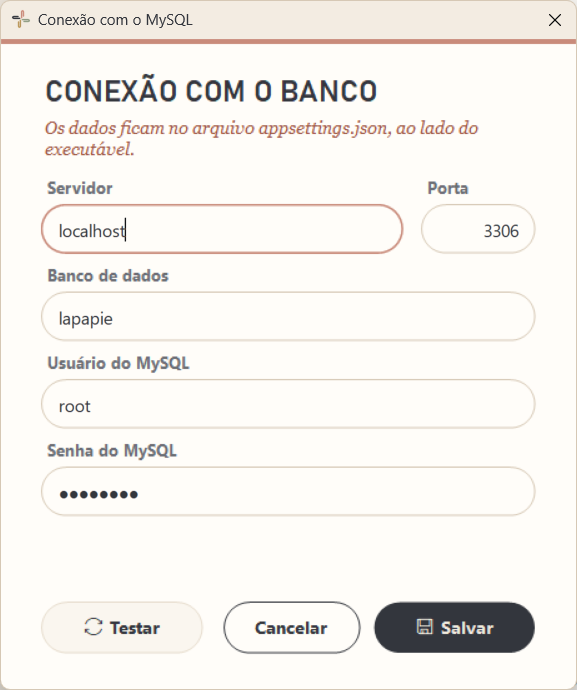 Conexão com o MySQL
CONEXÃO COM O BANCO
Os dados ficam no arquivo appsettings.json, ao lado do
executável.
Servidor
Porta
localhost
3306
Banco de dados
lapapie
Usuário do MySQL
root
Senha do MySQL
••••••••
Testar
Cancelar
Salvar